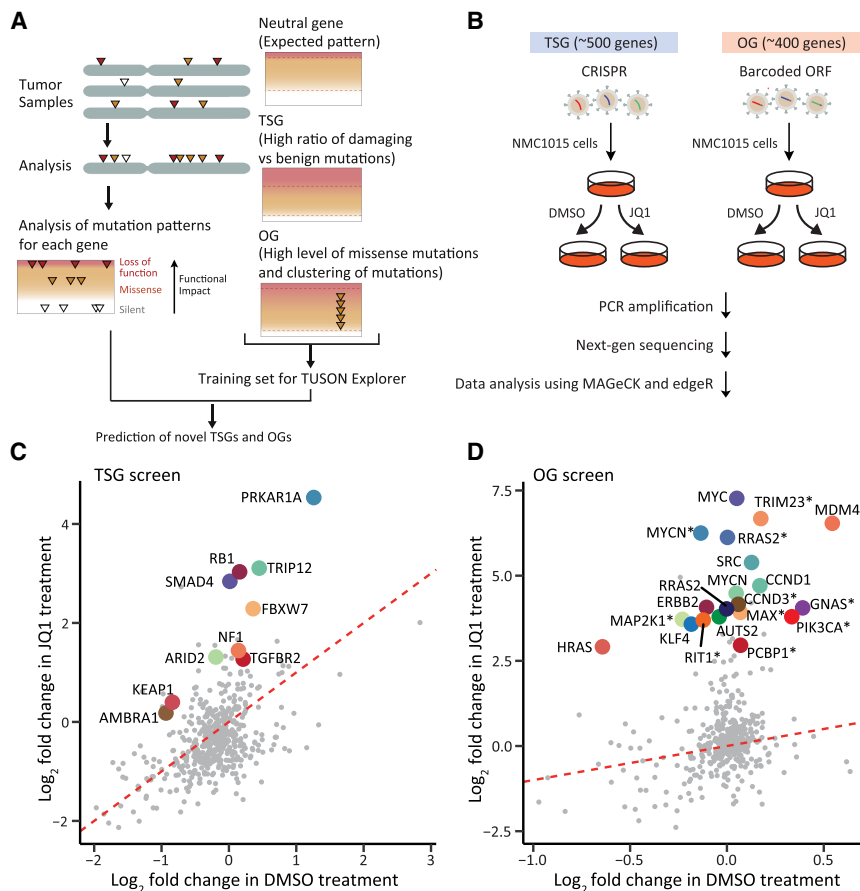 A
Tumor
Samples
Analysis
Analysis of mutation patterns
for each gene
Loss of
function
Missense
Silent
Functional
Impact
Neutral gene
(Expected pattern)
TSG
(High ratio of damaging
vs benign mutations)
OG
(High level of missense mutations
and clustering of mutations)
Training set for TUSON Explorer
Prediction of novel TSGs and OGs
B
TSG (~500 genes)
OG (~400 genes)
CRISPR
Barcoded ORF
NMC1015 cells
NMC1015 cells
DMSO
JQ1
DMSO
JQ1
PCR amplification
Next-gen sequencing
Data analysis using MAGeCK and edgeR
C
TSG screen
PRKAR1A
RB1
TRIP12
SMAD4
FBXW7
NF1
ARID2
TGFBR2
KEAP1
AMBRA1
4
2
0
−2
−2
−1
0
1
2
3
Log2 fold change in JQ1 treatment
Log2 fold change in DMSO treatment
D
OG screen
MYC
TRIM23*
MDM4
MYCN*
RRAS2*
SRC
RRAS2
MYCN
CCND1
ERBB2
CCND3*
GNAS*
MAP2K1*
MAX*
PIK3CA*
KLF4
AUTS2
HRAS
RIT1*
PCBP1*
7.5
5.0
2.5
0.0
−2.5
−1.0
−0.5
0.0
0.5
Log2 fold change in JQ1 treatment
Log2 fold change in DMSO treatment